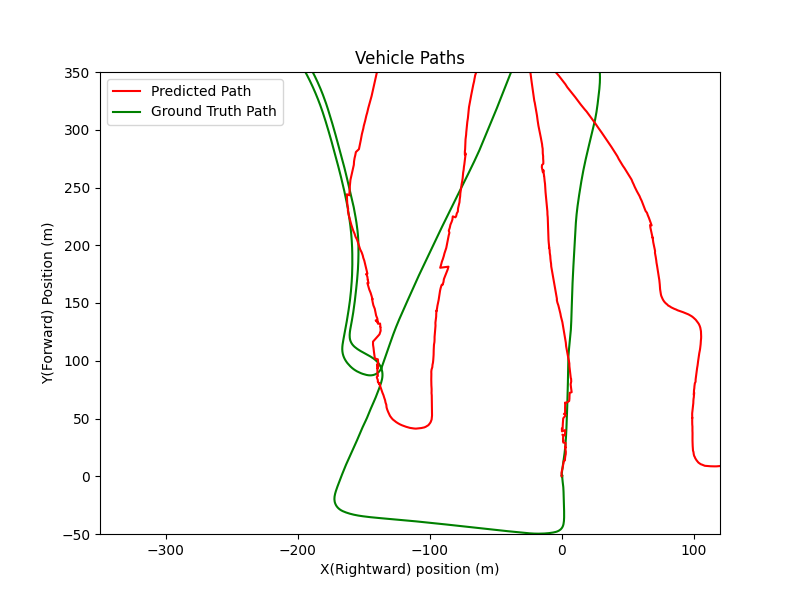 Vehicle Paths
Predicted Path
Ground Truth Path
350
300
250
200
150
100
50
0
−50
Y(Forward) Position (m)
−300
−200
−100
0
100
X(Rightward) position (m)